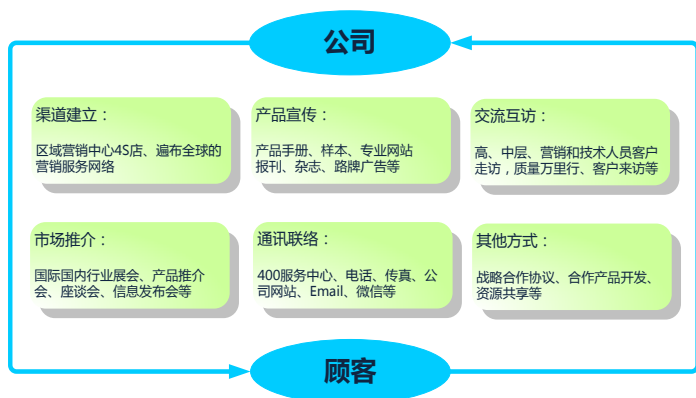 公司
渠道建立：
区域营销中心4S店、遍布全球的
营销服务网络
产品宣传：
产品手册、样本、专业网站
报刊、杂志、路牌广告等
交流互访：
高、中层、营销和技术人员客户
走访，质量万里行、客户来访等
市场推介：
国际国内行业展会、产品推介
会、座谈会、信息发布会等
通讯联络：
400服务中心、电话、传真、公
司网站、Email、微信等
其他方式：
战略合作协议、合作产品开发、
资源共享等
顾客